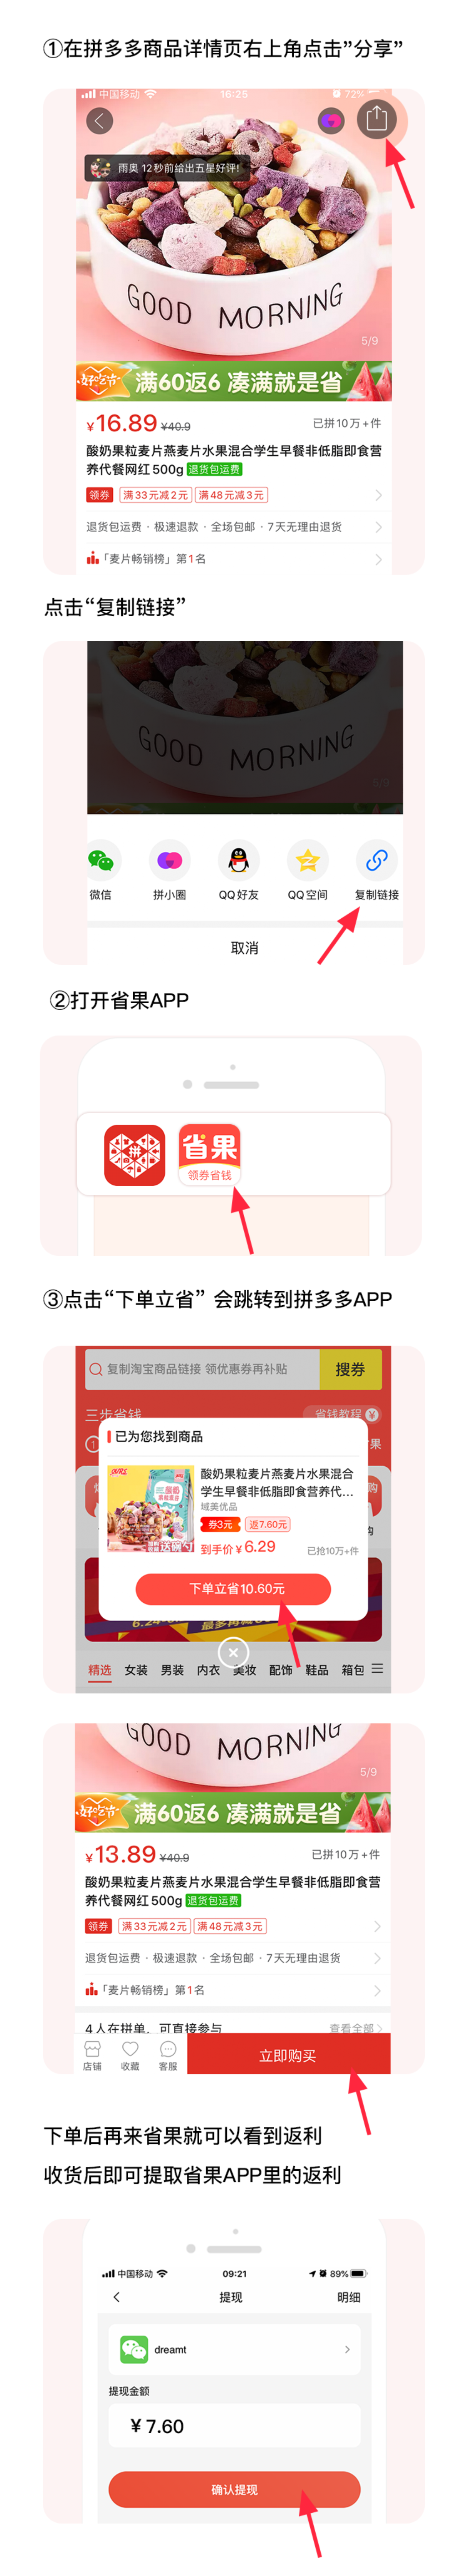 ①在拼多多商品详情页右上角点击”分享”
中国移动 16:25 72%
雨奥 12秒前给出五星好评!
GOOD MORNING
5/9
满60返6 凑满就是省
¥16.89 ¥40.9 已拼10万+件
酸奶果粒麦片燕麦片水果混合学生早餐非低脂即食营
养代餐网红500g 退货包运费
领券 满33元减2元 满48元减3元
退货包运费 · 极速退款 · 全场包邮 · 7天无理由退货
「麦片畅销榜」第1名
点击“复制链接”
GOOD MORNING
5/9
微信 拼小圈 QQ好友 QQ空间 复制链接
取消
②打开省果APP
拼 省果
领券省钱
③点击“下单立省” 会跳转到拼多多APP
复制淘宝商品链接 领优惠券再补贴 搜券
三步省钱 省钱教程
1 果
已为您找到商品
酸奶果粒麦片燕麦片水果混合
学生早餐非低脂即食营养代...
域美优品
券3元 返7.60元
到手价 ¥ 6.29 已抢10万+件
购
下单立省10.60元
精选 女装 男装 内衣 美妆 配饰 鞋品 箱包
GOOD MORNING
5/9
满60返6 凑满就是省
¥13.89 ¥40.9 已拼10万+件
酸奶果粒麦片燕麦片水果混合学生早餐非低脂即食营
养代餐网红500g 退货包运费
领券 满33元减2元 满48元减3元
退货包运费 · 极速退款 · 全场包邮 · 7天无理由退货
「麦片畅销榜」第1名
4人在拼单，可直接参与 查看全部
店铺 收藏 客服 立即购买
下单后再来省果就可以看到返利
收货后即可提取省果APP里的返利
中国移动 09:21 89%
提现 明细
dreamt
提现金额
¥ 7.60
确认提现